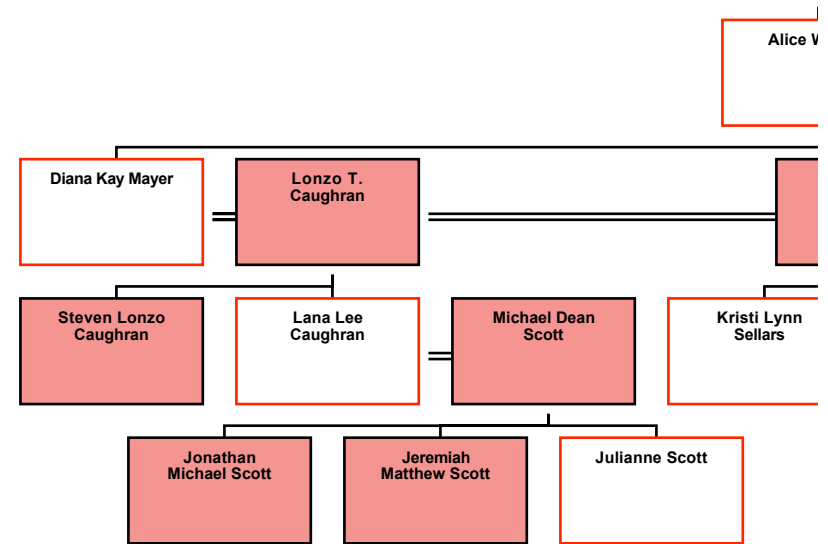 Alice
Diana Kay Mayer
Lonzo T.
Caughran
Steven Lonzo
Caughran
Lana Lee
Caughran
Michael Dean
Scott
Kristi Lynn
Sellars
Jonathan
Michael Scott
Jeremiah
Matthew Scott
Julianne Scott